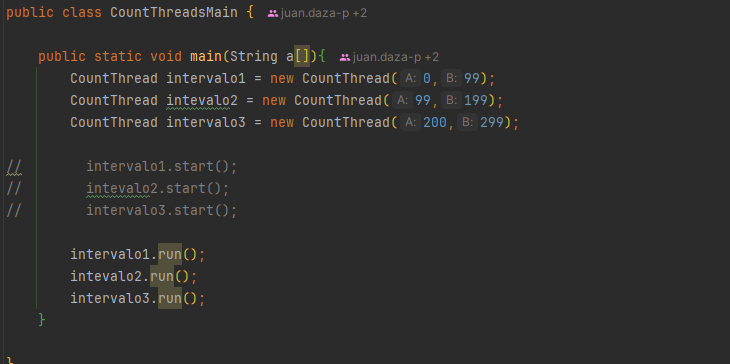 public class CountThreadsMain { juan.daza-p +2
public static void main(String a[]){ juan.daza-p +2
CountThread intervalo1 = new CountThread( A: 0, B: 99);
CountThread intevalo2 = new CountThread( A: 99, B: 199);
CountThread intervalo3 = new CountThread( A: 200, B: 299);
// intervalo1.start();
// intevalo2.start();
// intervalo3.start();
intervalo1.run();
intevalo2.run();
intervalo3.run();
}
}